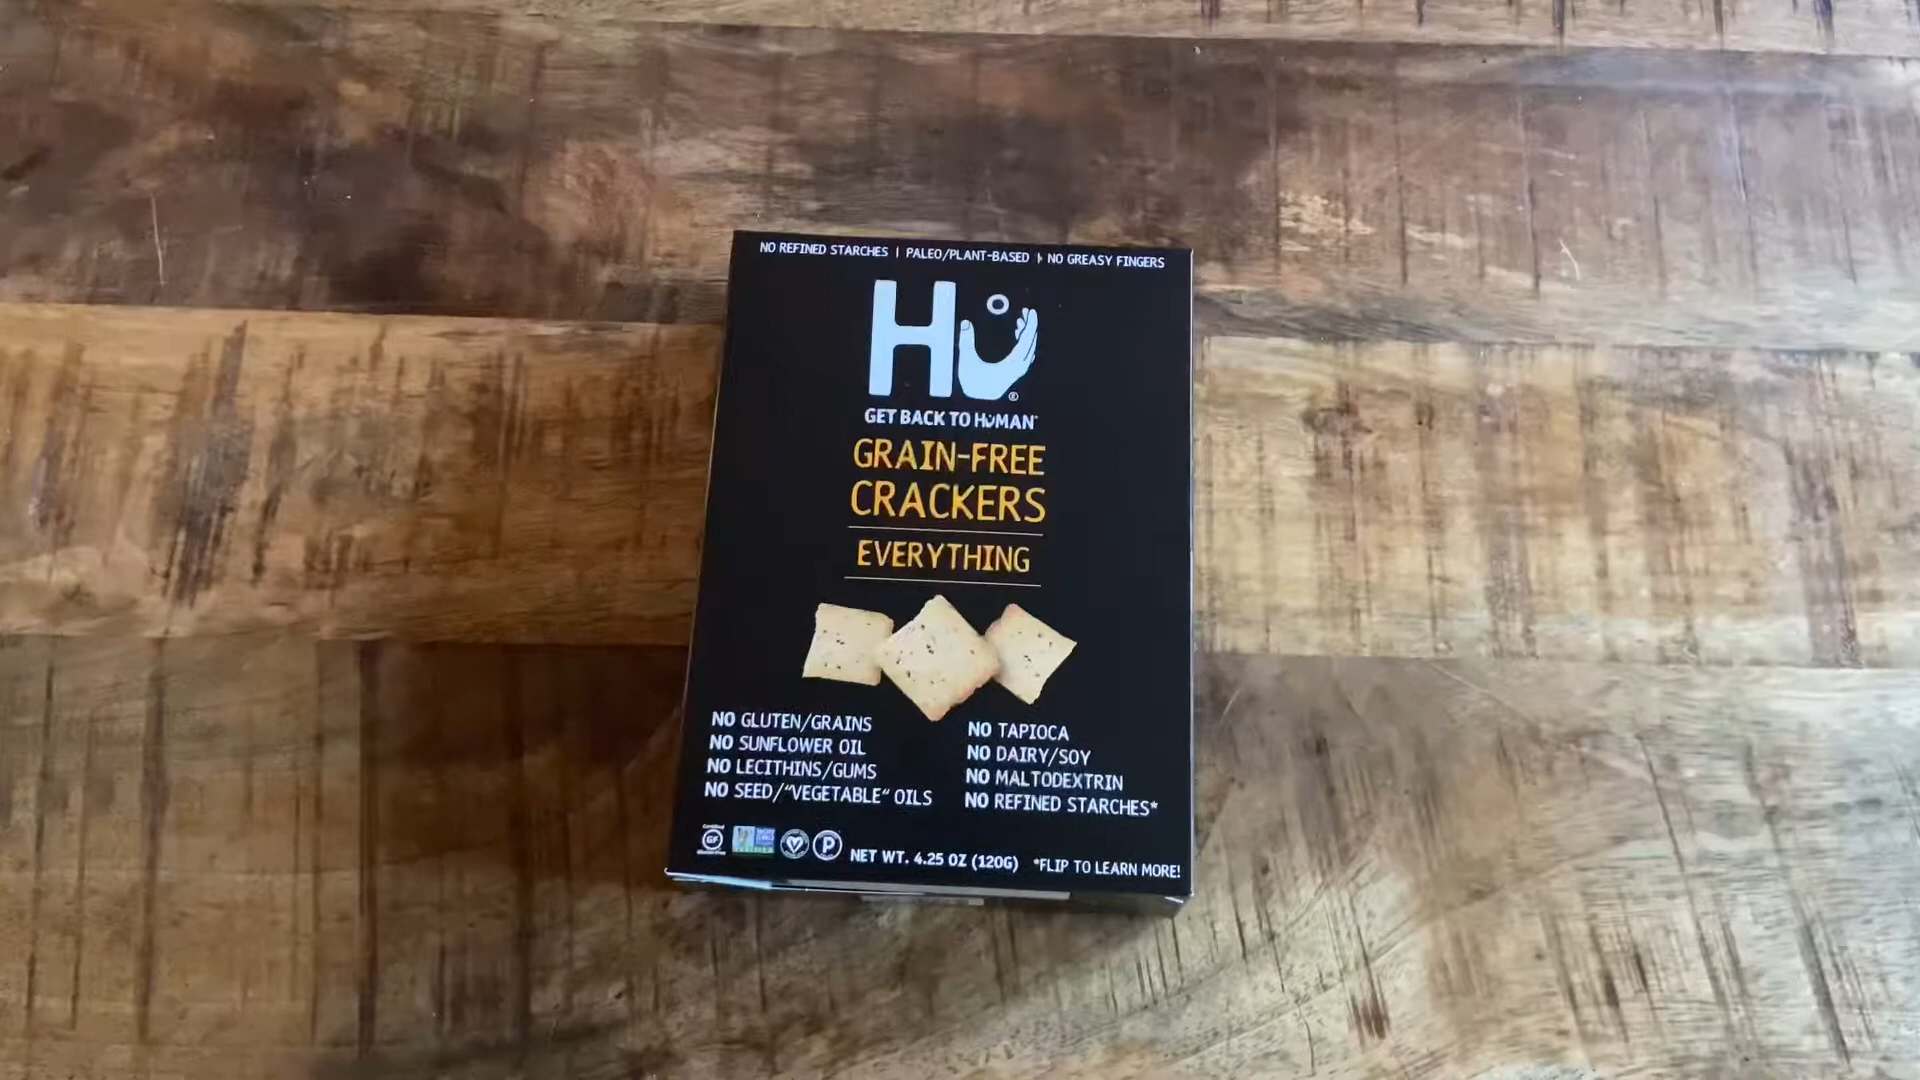 NO REFINED STARCHES | PALEO/PLANT-BASED | NO GREASY FINGERS
HU®
GET BACK TO HUMAN
GRAIN-FREE
CRACKERS
EVERYTHING
NO GLUTEN/GRAINS
NO SUNFLOWER OIL
NO LECITHINS/GUMS
NO SEED/"VEGETABLE" OILS
NO TAPIOCA
NO DAIRY/SOY
NO MALTODEXTRIN
NO REFINED STARCHES*
Certified
GF
P
NET WT. 4.25 OZ (120G) *FLIP TO LEARN MORE!